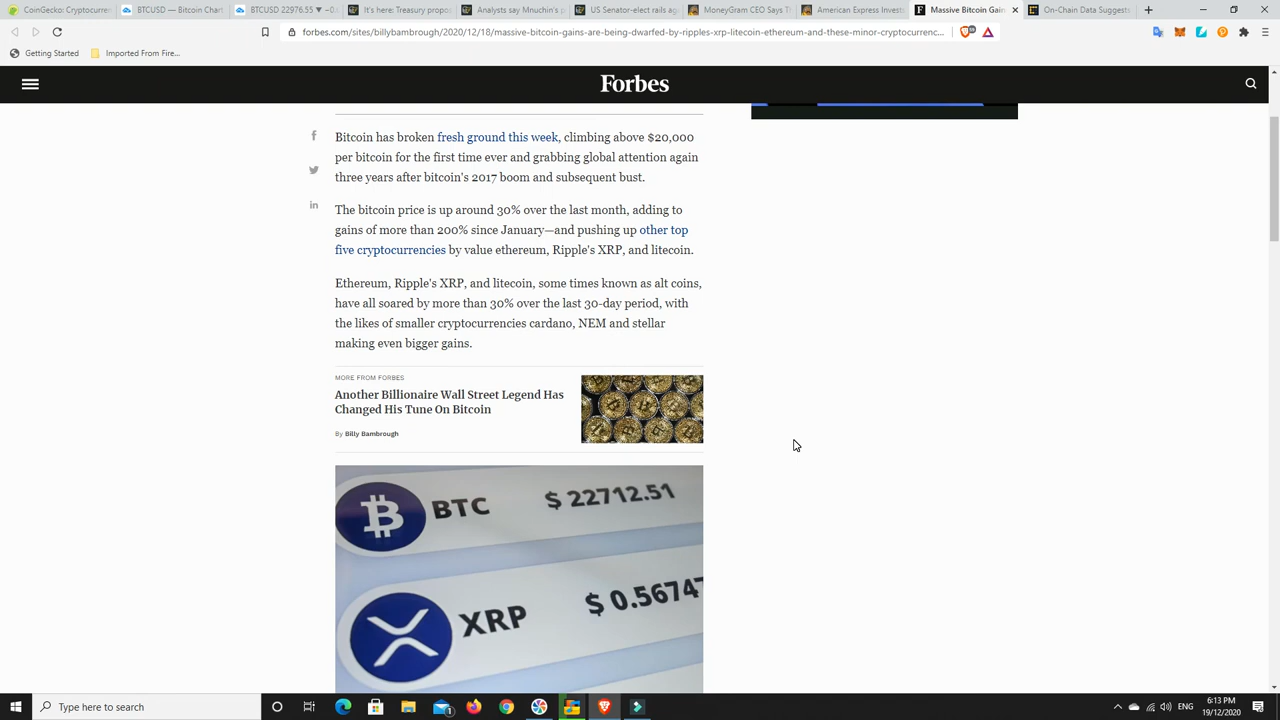 CoinGecko: Cryptocurren
BTCUSD — Bitcoin Chart
BTCUSD 22976.55 ▼ −0.
It's here: Treasury propo
Analysts say Mnuchin's p
US Senator-elect rails ag
MoneyGram CEO Says T
American Express Invest
Massive Bitcoin Gain
On-Chain Data Suggest
forbes.com/sites/billybambrough/2020/12/18/massive-bitcoin-gains-are-being-dwarfed-by-ripples-xrp-litecoin-ethereum-and-these-minor-cryptocurrenc...
Getting Started
Imported From Fire...
Forbes
Bitcoin has broken fresh ground this week, climbing above $20,000
per bitcoin for the first time ever and grabbing global attention again
three years after bitcoin's 2017 boom and subsequent bust.
The bitcoin price is up around 30% over the last month, adding to
gains of more than 200% since January—and pushing up other top
five cryptocurrencies by value ethereum, Ripple's XRP, and litecoin.
Ethereum, Ripple's XRP, and litecoin, some times known as alt coins,
have all soared by more than 30% over the last 30-day period, with
the likes of smaller cryptocurrencies cardano, NEM and stellar
making even bigger gains.
MORE FROM FORBES
Another Billionaire Wall Street Legend Has
Changed His Tune On Bitcoin
By Billy Bambrough
BTC $ 22712.51
XRP $ 0.5674
Type here to search
ENG
6:13 PM
19/12/2020